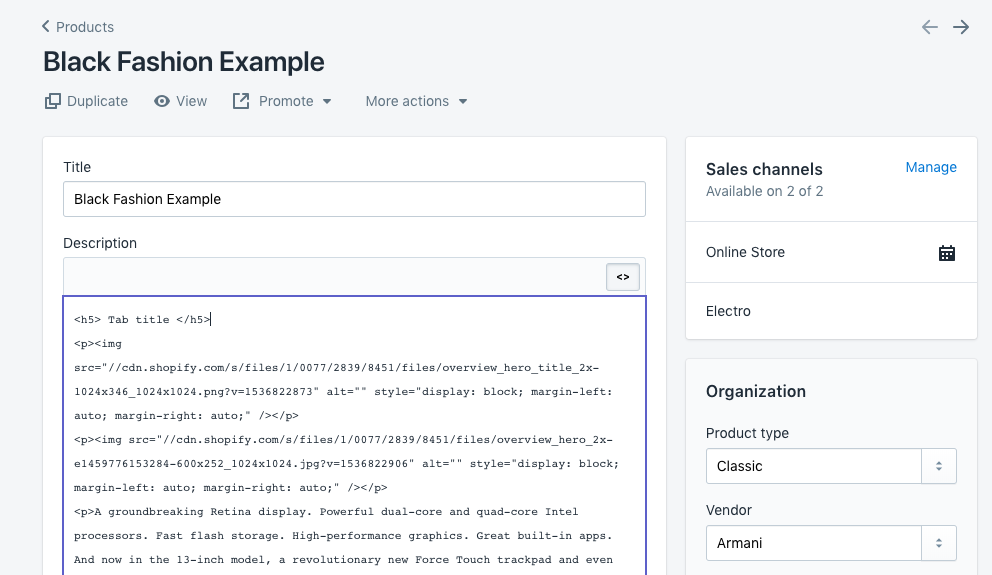 Products
Black Fashion Example
Duplicate View Promote More actions
Title
Black Fashion Example
Description
<>
<h5> Tab title </h5>
<p><img
src="//cdn.shopify.com/s/files/1/0077/2839/8451/files/overview_hero_title_2x-
1024x346_1024x1024.png?v=1536822873" alt="" style="display: block; margin-left:
auto; margin-right: auto;" /></p>
<p><img src="//cdn.shopify.com/s/files/1/0077/2839/8451/files/overview_hero_2x-
e1459776153284-600x252_1024x1024.jpg?v=1536822906" alt="" style="display: block;
margin-left: auto; margin-right: auto;" /></p>
<p>A groundbreaking Retina display. Powerful dual-core and quad-core Intel
processors. Fast flash storage. High-performance graphics. Great built-in apps.
And now in the 13-inch model, a revolutionary new Force Touch trackpad and even
Sales channels Manage
Available on 2 of 2
Online Store
Electro
Organization
Product type
Classic
Vendor
Armani